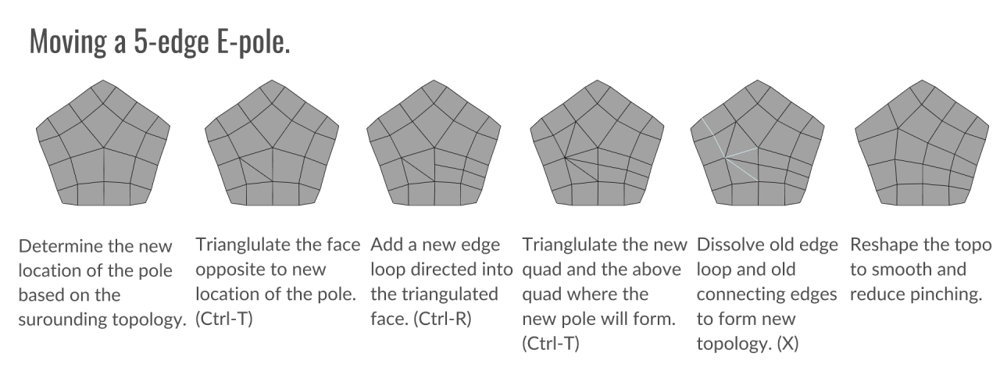 Moving a 5-edge E-pole.
Determine the new
location of the pole
based on the
surounding topology.
Trianglulate the face
opposite to new
location of the pole.
(Ctrl-T)
Add a new edge
loop directed into
the triangulated
face. (Ctrl-R)
Trianglulate the new
quad and the above
quad where the
new pole will form.
(Ctrl-T)
Dissolve old edge
loop and old
connecting edges
to form new
topology. (X)
Reshape the topo
to smooth and
reduce pinching.